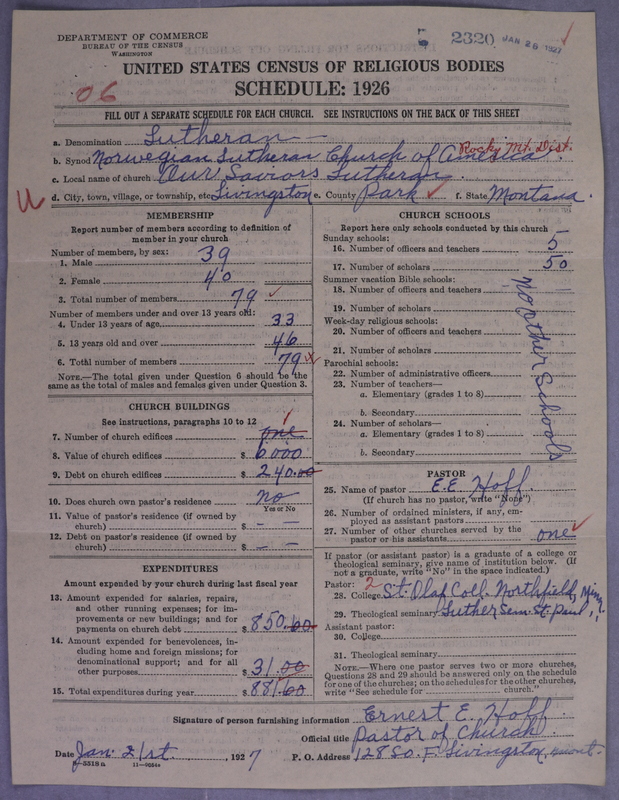 DEPARTMENT OF COMMERCE
BUREAU OF THE CENSUS
WASHINGTON
2320 JAN 26 1927
UNITED STATES CENSUS OF RELIGIOUS BODIES
SCHEDULE: 1926
06
FILL OUT A SEPARATE SCHEDULE FOR EACH CHURCH. SEE INSTRUCTIONS ON THE BACK OF THIS SHEET
a. Denomination Lutheran
b. Synod Norwegian Lutheran Church of America Rocky Mt. Dist.
c. Local name of church Our Saviors Lutheran
d. City, town, village, or township, etc Livingston e. County Park f. State Montana.
MEMBERSHIP
Report number of members according to definition of
member in your church
Number of members, by sex:
1. Male 39
2. Female 40
3. Total number of members 79
Number of members under and over 13 years old:
4. Under 13 years of age 33
5. 13 years old and over 46
6. Total number of members 79
NOTE.—The total given under Question 6 should be the
same as the total of males and females given under Question 3.
CHURCH BUILDINGS
See instructions, paragraphs 10 to 12
7. Number of church edifices one 1
8. Value of church edifices $ 6000
9. Debt on church edifices $ 240.00
10. Does church own pastor's residence no
Yes or No
11. Value of pastor's residence (if owned by
church) $ - -
12. Debt on pastor's residence (if owned by
church) $ - -
EXPENDITURES
Amount expended by your church during last fiscal year
13. Amount expended for salaries, repairs,
and other running expenses; for im-
provements or new buildings; and for
payments on church debt $ 850.60
14. Amount expended for benevolences, in-
cluding home and foreign missions; for
denominational support; and for all
other purposes $ 31.00
15. Total expenditures during year $ 881.60
CHURCH SCHOOLS
Report here only schools conducted by this church
Sunday schools:
16. Number of officers and teachers 5
17. Number of scholars 50
Summer vacation Bible schools:
18. Number of officers and teachers
19. Number of scholars
Week-day religious schools:
20. Number of officers and teachers
21. Number of scholars
Parochial schools:
22. Number of administrative officers
23. Number of teachers—
a. Elementary (grades 1 to 8)
b. Secondary
24. Number of scholars—
a. Elementary (grades 1 to 8)
b. Secondary
No other Schools
PASTOR
25. Name of pastor E.E. Hoff.
(If church has no pastor, write "None")
26. Number of ordained ministers, if any, em-
ployed as assistant pastors
27. Number of other churches served by the
pastor or his assistants one
If pastor (or assistant pastor) is a graduate of a college or
theological seminary, give name of institution below. (If
not a graduate, write "No" in the space indicated.)
Pastor: 2
28. College St. Olaf Coll. Northfield, Minn.
29. Theological seminary Luther Sem. St. Paul, "
Assistant pastor:
30. College
31. Theological seminary
NOTE.—Where one pastor serves two or more churches,
Questions 28 and 29 should be answered only on the schedule
for one of the churches; on the schedules for the other churches,
write "See schedule for church."
Signature of person furnishing information Ernest E. Hoff
Official title Pastor of Church
Date Jan. 21st, 1927 P. O. Address 128 So. F. Livingston, Mont.
8-5318a 11-9554a